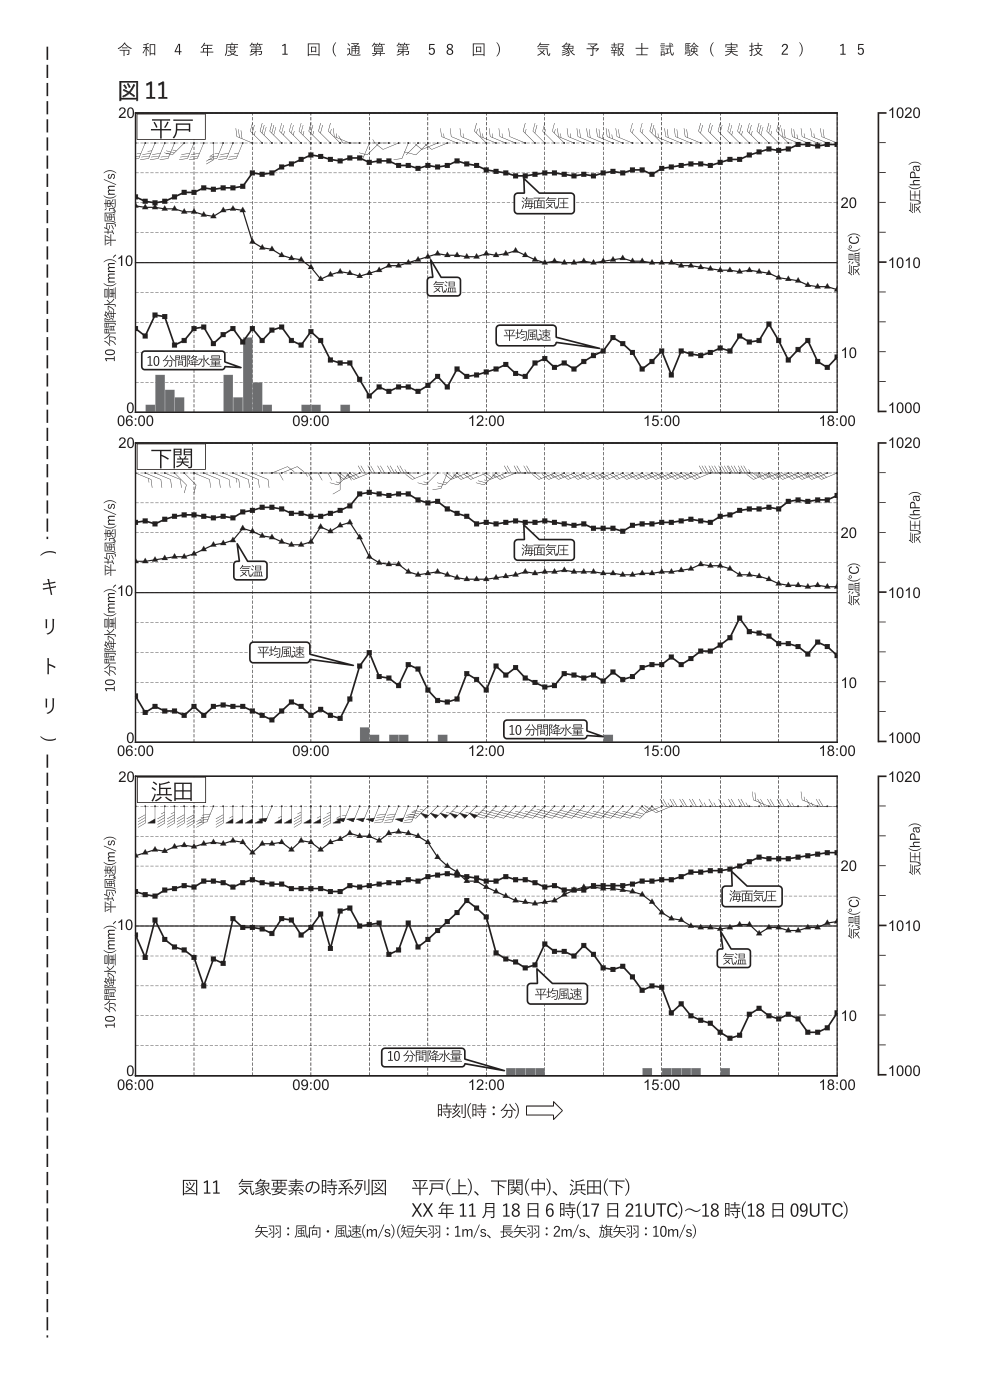 令和4年度第1回(通算第58回) 気象予報士試験(実技2) 15
図11
平戸
20
10
0
10分間降水量(mm)、平均風速(m/s)
海面気圧
気温
平均風速
10分間降水量
20
10
気温(℃)
1020
1010
1000
気圧(hPa)
06:00 09:00 12:00 15:00 18:00
下関
20
10
0
10分間降水量(mm)、平均風速(m/s)
海面気圧
気温
平均風速
10分間降水量
20
10
気温(℃)
1020
1010
1000
気圧(hPa)
06:00 09:00 12:00 15:00 18:00
浜田
20
10
0
10分間降水量(mm)、平均風速(m/s)
海面気圧
気温
平均風速
10分間降水量
20
10
気温(℃)
1020
1010
1000
気圧(hPa)
06:00 09:00 12:00 15:00 18:00
時刻(時：分)
(キリトリ)
図11 気象要素の時系列図 平戸(上)、下関(中)、浜田(下)
XX年11月18日6時(17日21UTC)～18時(18日09UTC)
矢羽：風向・風速(m/s)(短矢羽：1m/s、長矢羽：2m/s、旗矢羽：10m/s)